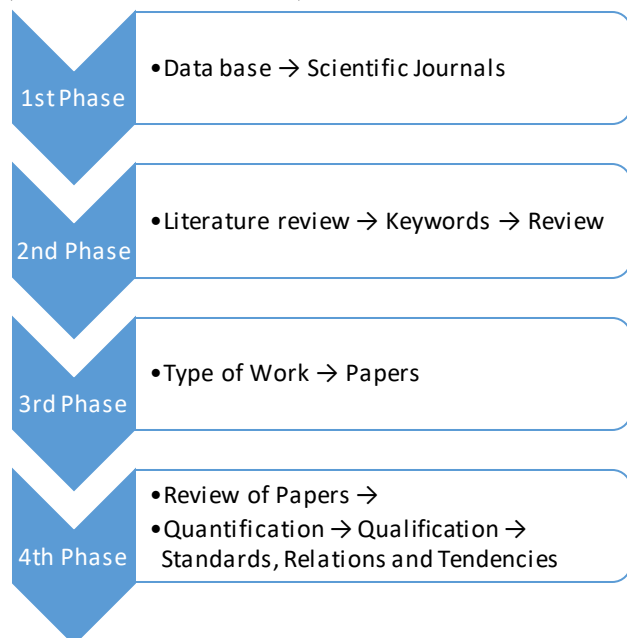 1st Phase
•Data base → Scientific Journals
2nd Phase
•Literature review → Keywords → Review
3rd Phase
•Type of Work → Papers
4th Phase
•Review of Papers →
•Quantification → Qualification →
Standards, Relations and Tendencies